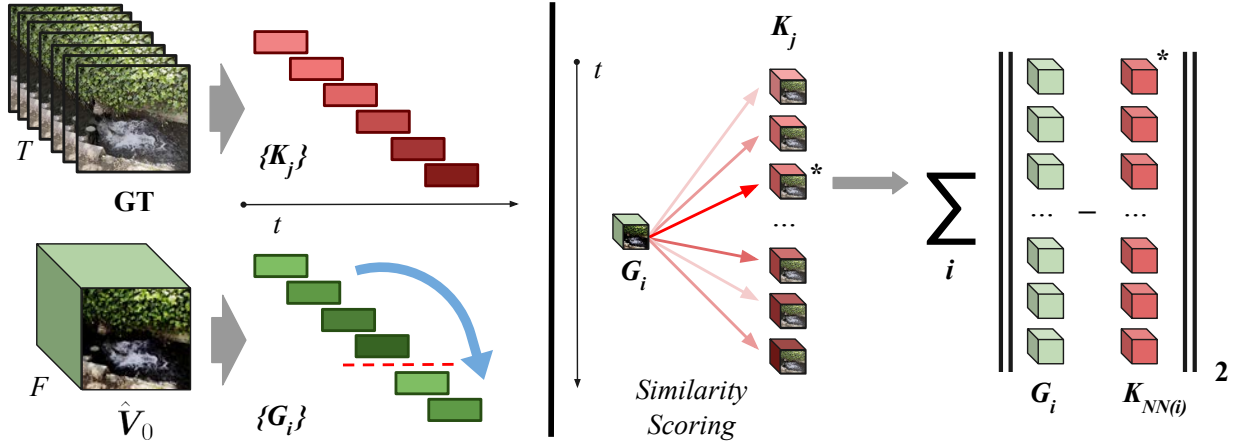 T
GT
{K_j}
t
F
V̂_0
{G_i}
t
K_j
*
...
G_i
Similarity
Scoring
∑
i
*
... − ...
G_i
K_NN(i)
2